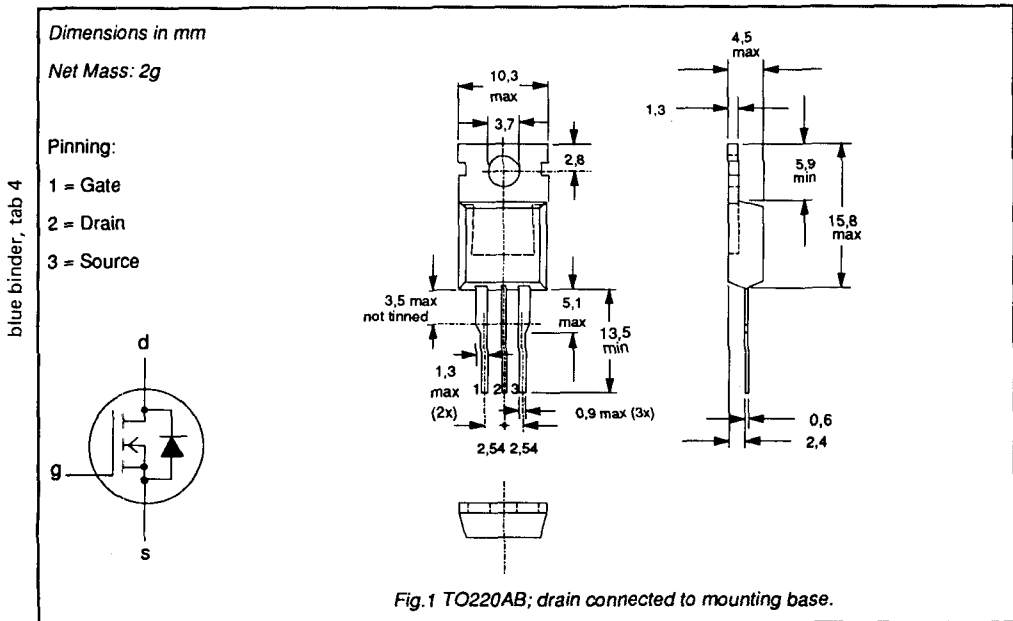 blue binder, tab 4
Dimensions in mm
Net Mass: 2g
Pinning:
1 = Gate
2 = Drain
3 = Source
d
g
s
10,3
max
3,7
2,8
3,5 max
not tinned
5,1
max
13,5
min
1,3
max
(2x)
1 2 3
0,9 max (3x)
2,54 2,54
4,5
max
1,3
5,9
min
15,8
max
0,6
2,4
Fig.1 TO220AB; drain connected to mounting base.